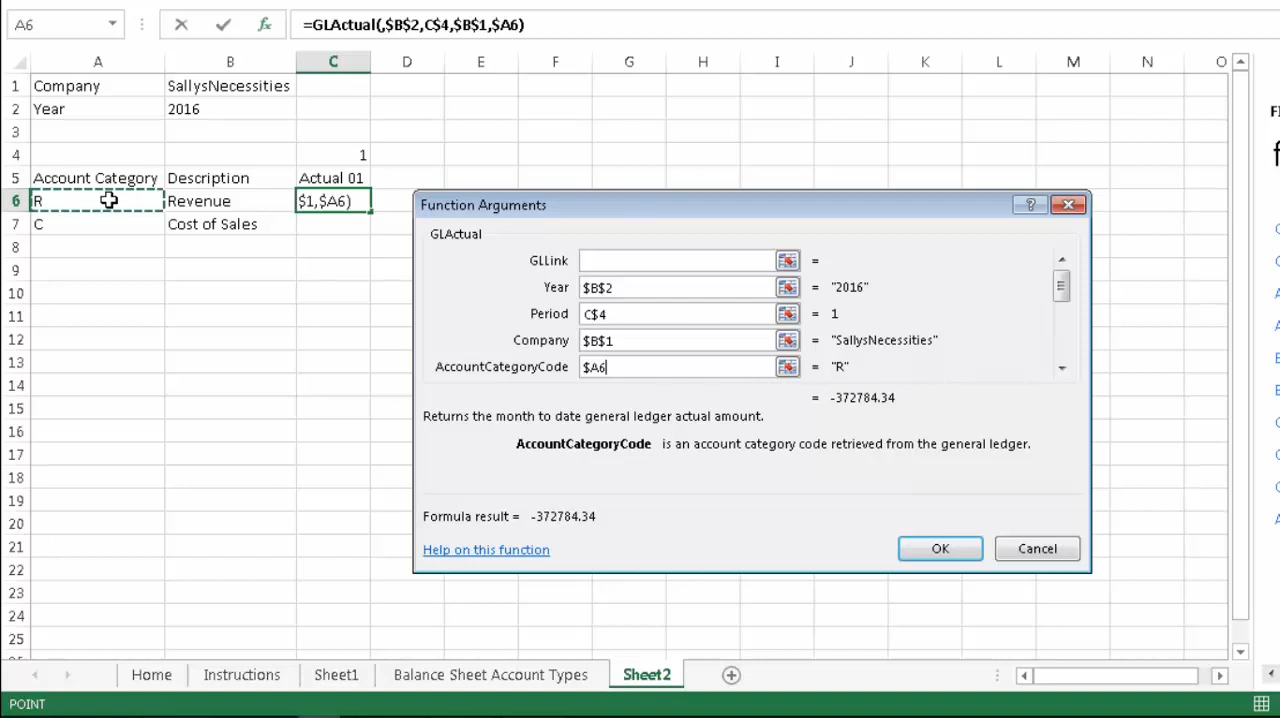 A6
fx
=GLActual(,$B$2,C$4,$B$1,$A6)
A B C D E F G H I J K L M N O
1 Company SallysNecessities
2 Year 2016
3
4 1
5 Account Category Description Actual 01
6 R Revenue $1,$A6)
7 C Cost of Sales
8
9
10
11
12
13
14
15
16
17
18
19
20
21
22
23
24
25
Function Arguments
?
GLActual
GLLink =
Year $B$2 = "2016"
Period C$4 = 1
Company $B$1 = "SallysNecessities"
AccountCategoryCode $A6 = "R"
= -372784.34
Returns the month to date general ledger actual amount.
AccountCategoryCode is an account category code retrieved from the general ledger.
Formula result = -372784.34
Help on this function
OK Cancel
Home Instructions Sheet1 Balance Sheet Account Types Sheet2
POINT